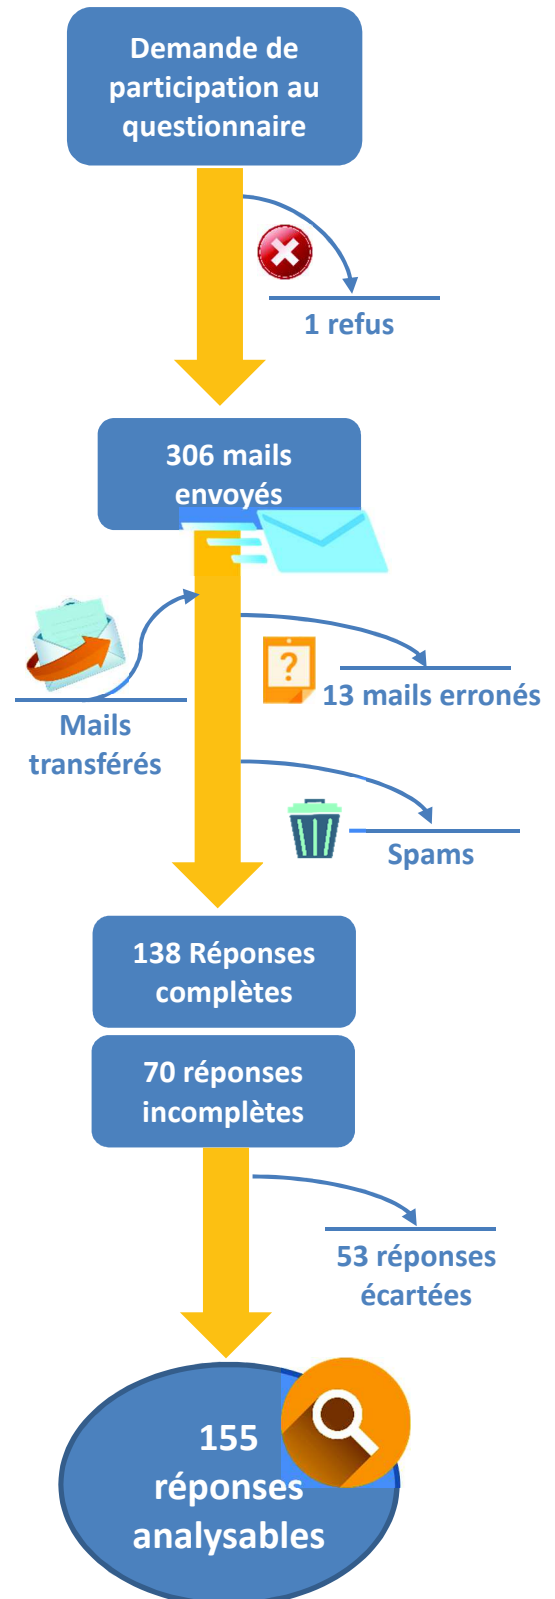 Demande de
participation au
questionnaire
1 refus
306 mails
envoyés
?
13 mails erronés
Mails
transférés
Spams
138 Réponses
complètes
70 réponses
incomplètes
53 réponses
écartées
155
réponses
analysables